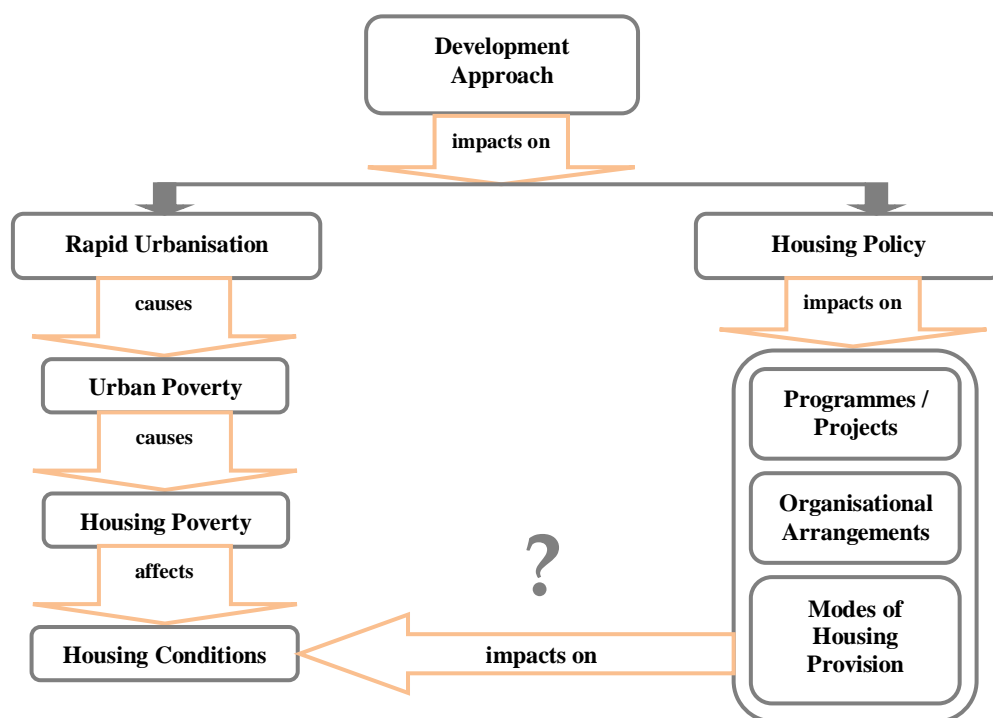 Development
Approach
impacts on
Rapid Urbanisation
Housing Policy
causes
impacts on
Urban Poverty
Programmes /
Projects
causes
Housing Poverty
Organisational
Arrangements
?
affects
Modes of
Housing
Provision
Housing Conditions
impacts on